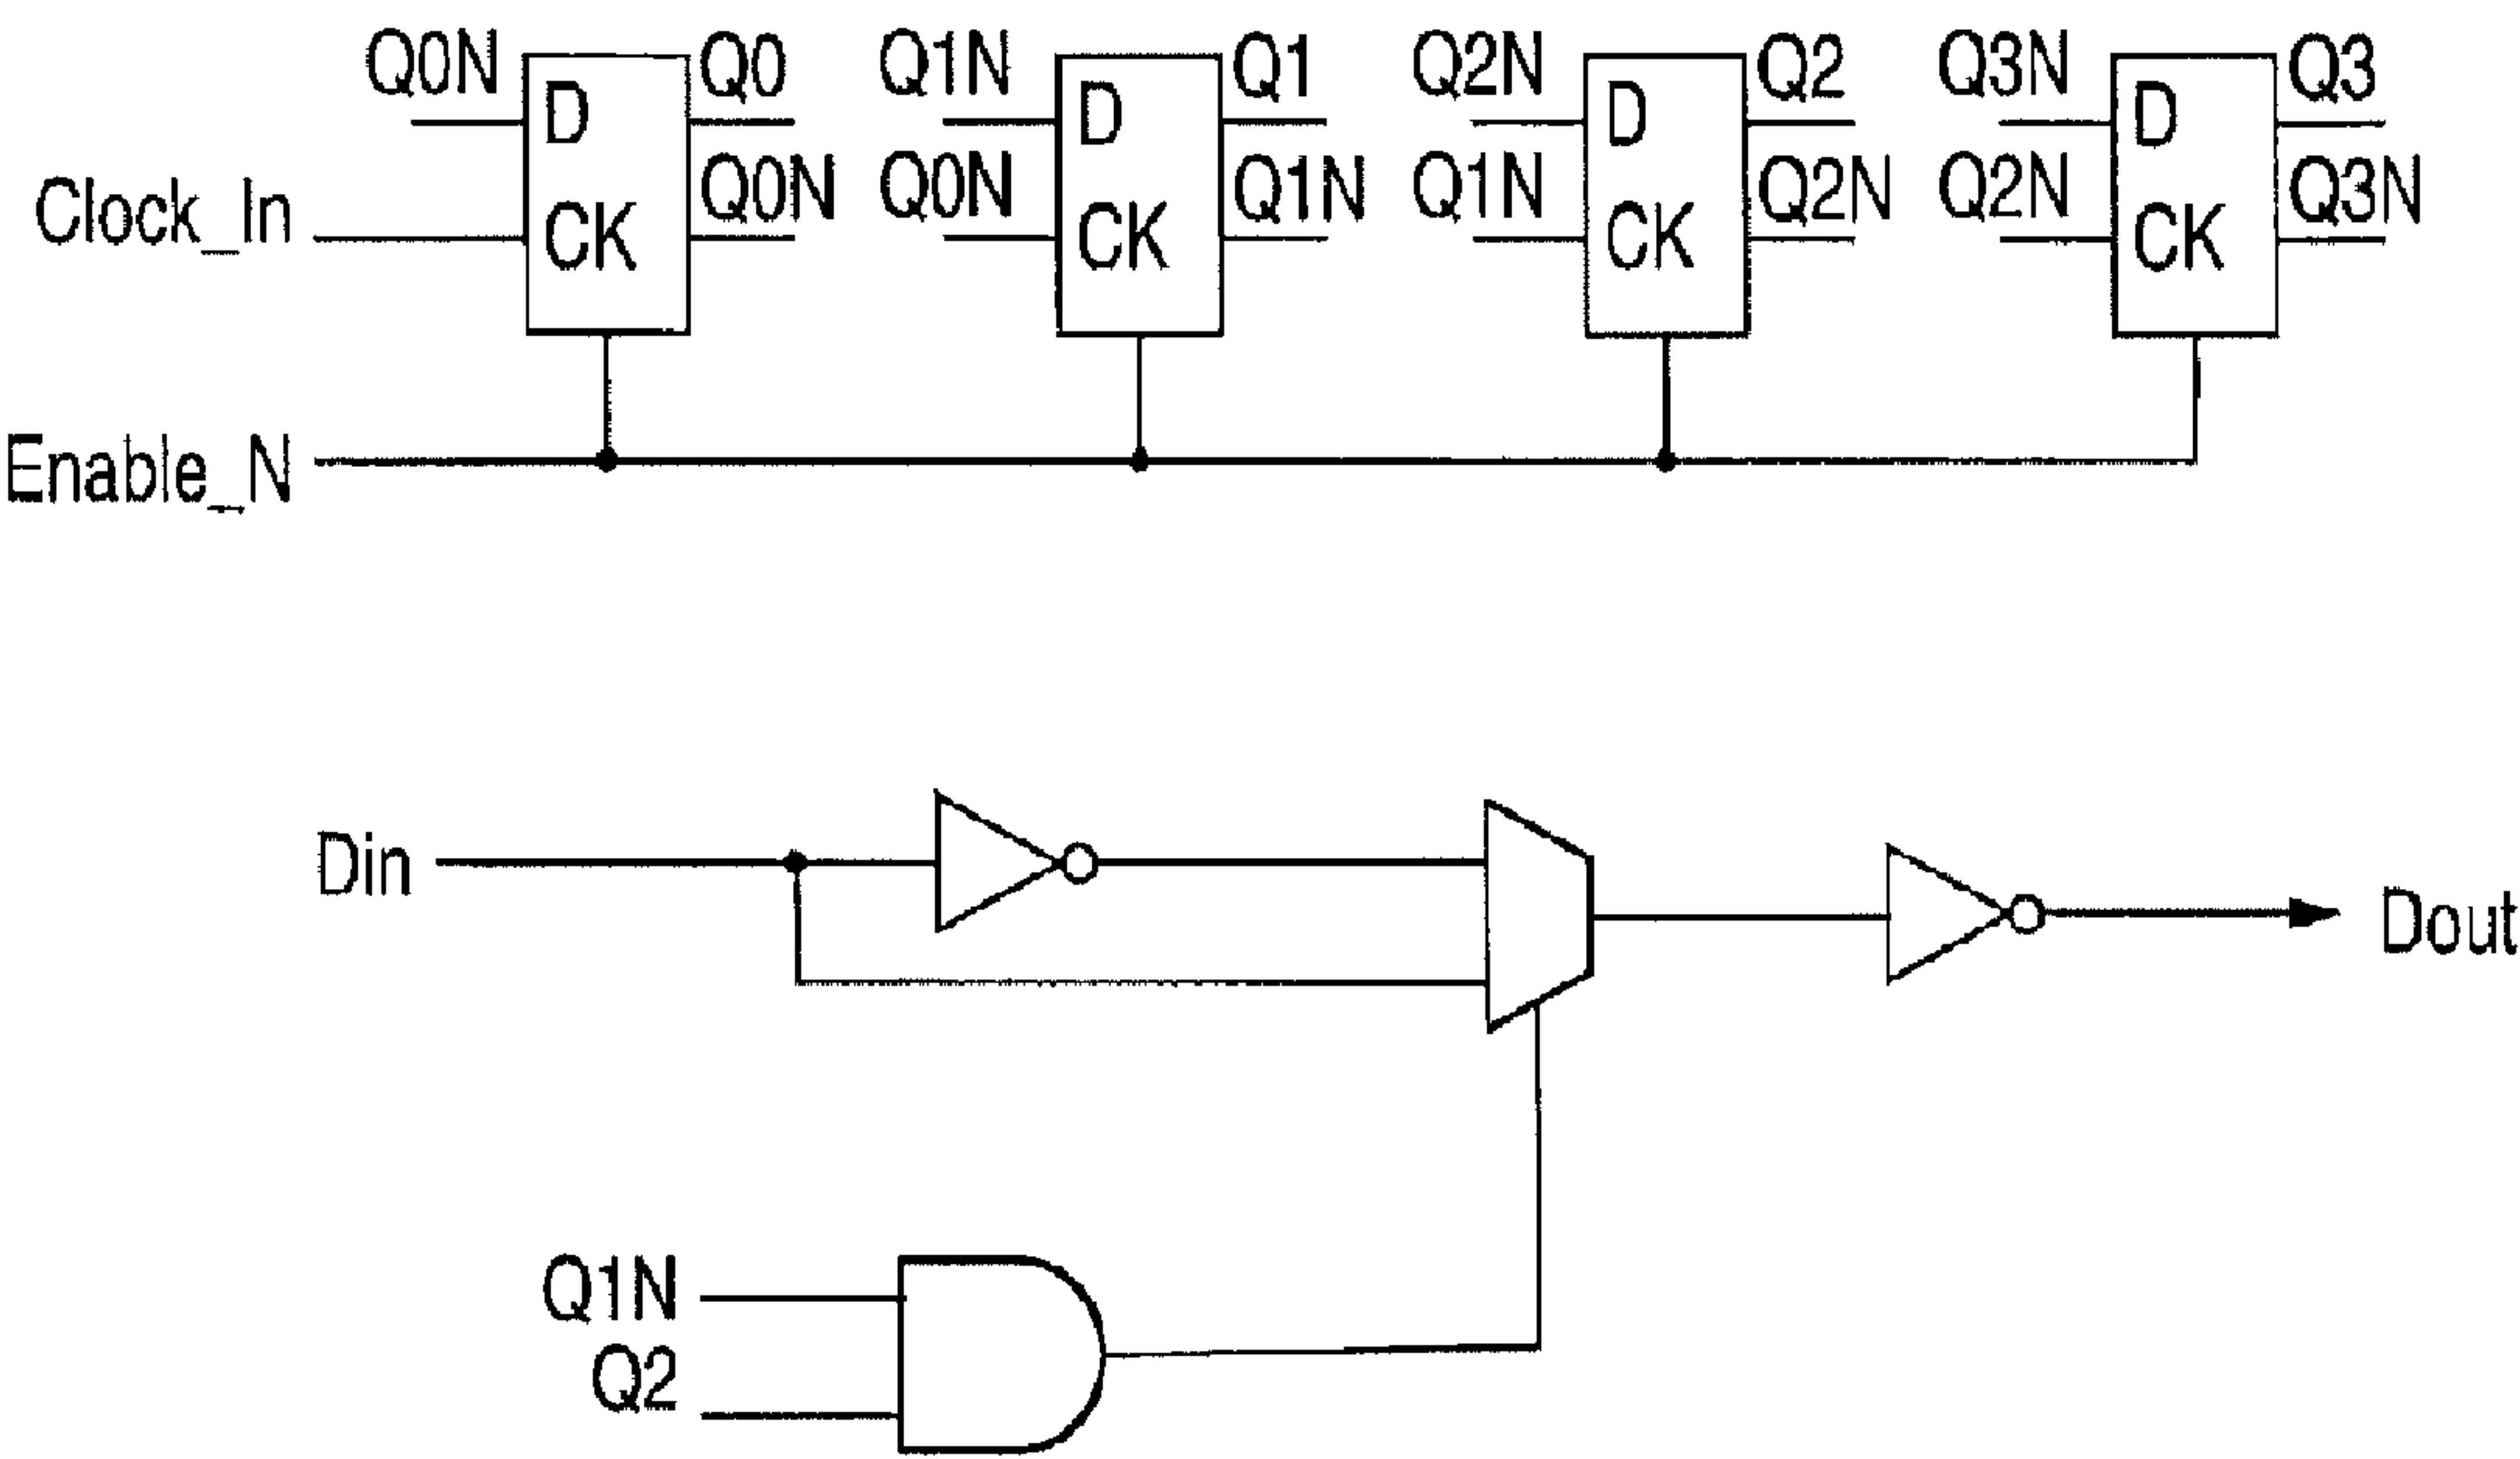 Q0N D Q0 Q1N D Q1 Q2N D Q2 Q3N D Q3
Clock_In CK Q0N Q0N CK Q1N Q1N CK Q2N Q2N CK Q3N
Enable_N
Din
Dout
Q1N
Q2